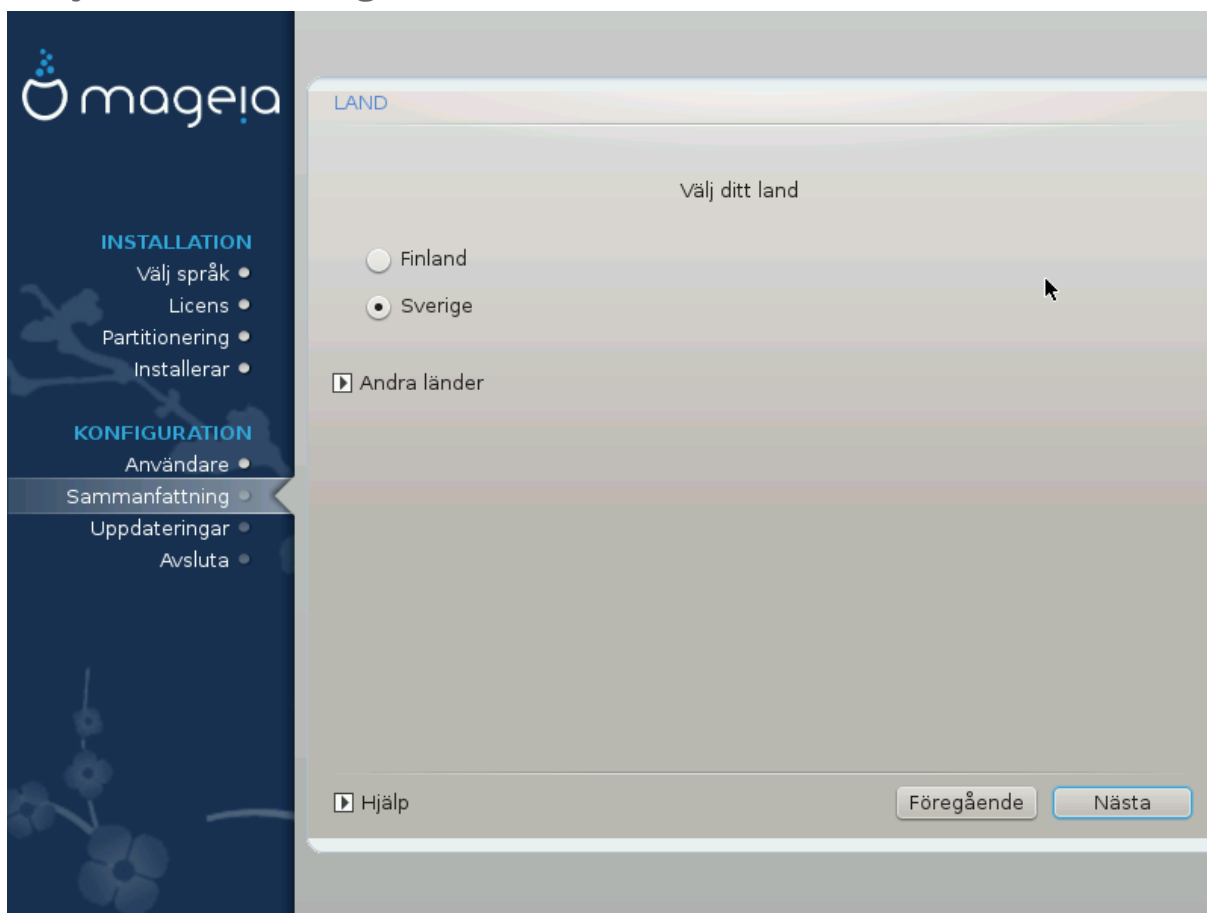 mageia
LAND
Välj ditt land
INSTALLATION
Välj språk
Licens
Partitionering
Installerar
KONFIGURATION
Användare
Sammanfattning
Uppdateringar
Avsluta
Finland
Sverige
Andra länder
Hjälp
Föregående
Nästa